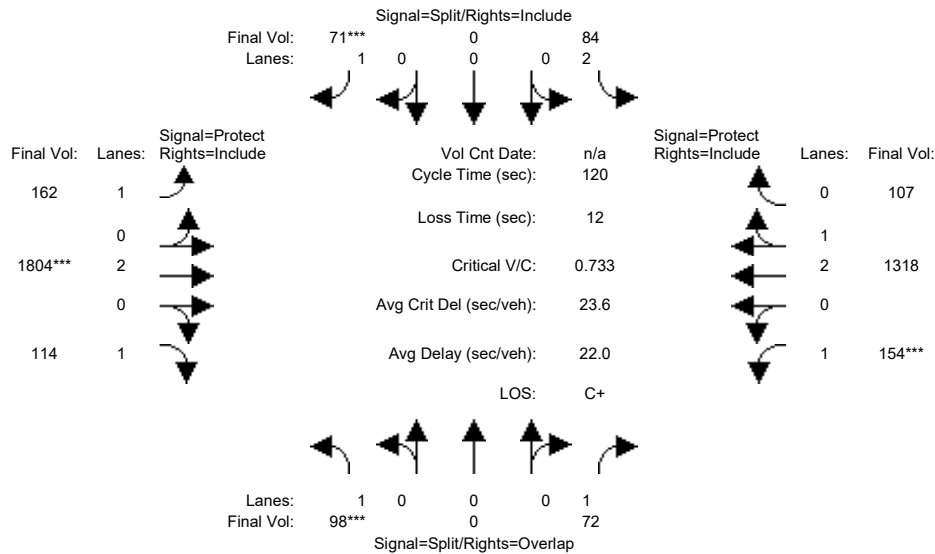 Signal=Split/Rights=Include
Final Vol: 71*** 0 84
Lanes: 1 0 0 0 2
Signal=Protect
Final Vol: Lanes: Rights=Include
Vol Cnt Date: n/a
Signal=Protect
Rights=Include Lanes: Final Vol:
Cycle Time (sec): 120
162 1
0 107
Loss Time (sec): 12
0
1
1804*** 2
Critical V/C: 0.733
2 1318
0
Avg Crit Del (sec/veh): 23.6
0
114 1
Avg Delay (sec/veh): 22.0
1 154***
LOS: C+
Lanes: 1 0 0 0 1
Final Vol: 98*** 0 72
Signal=Split/Rights=Overlap